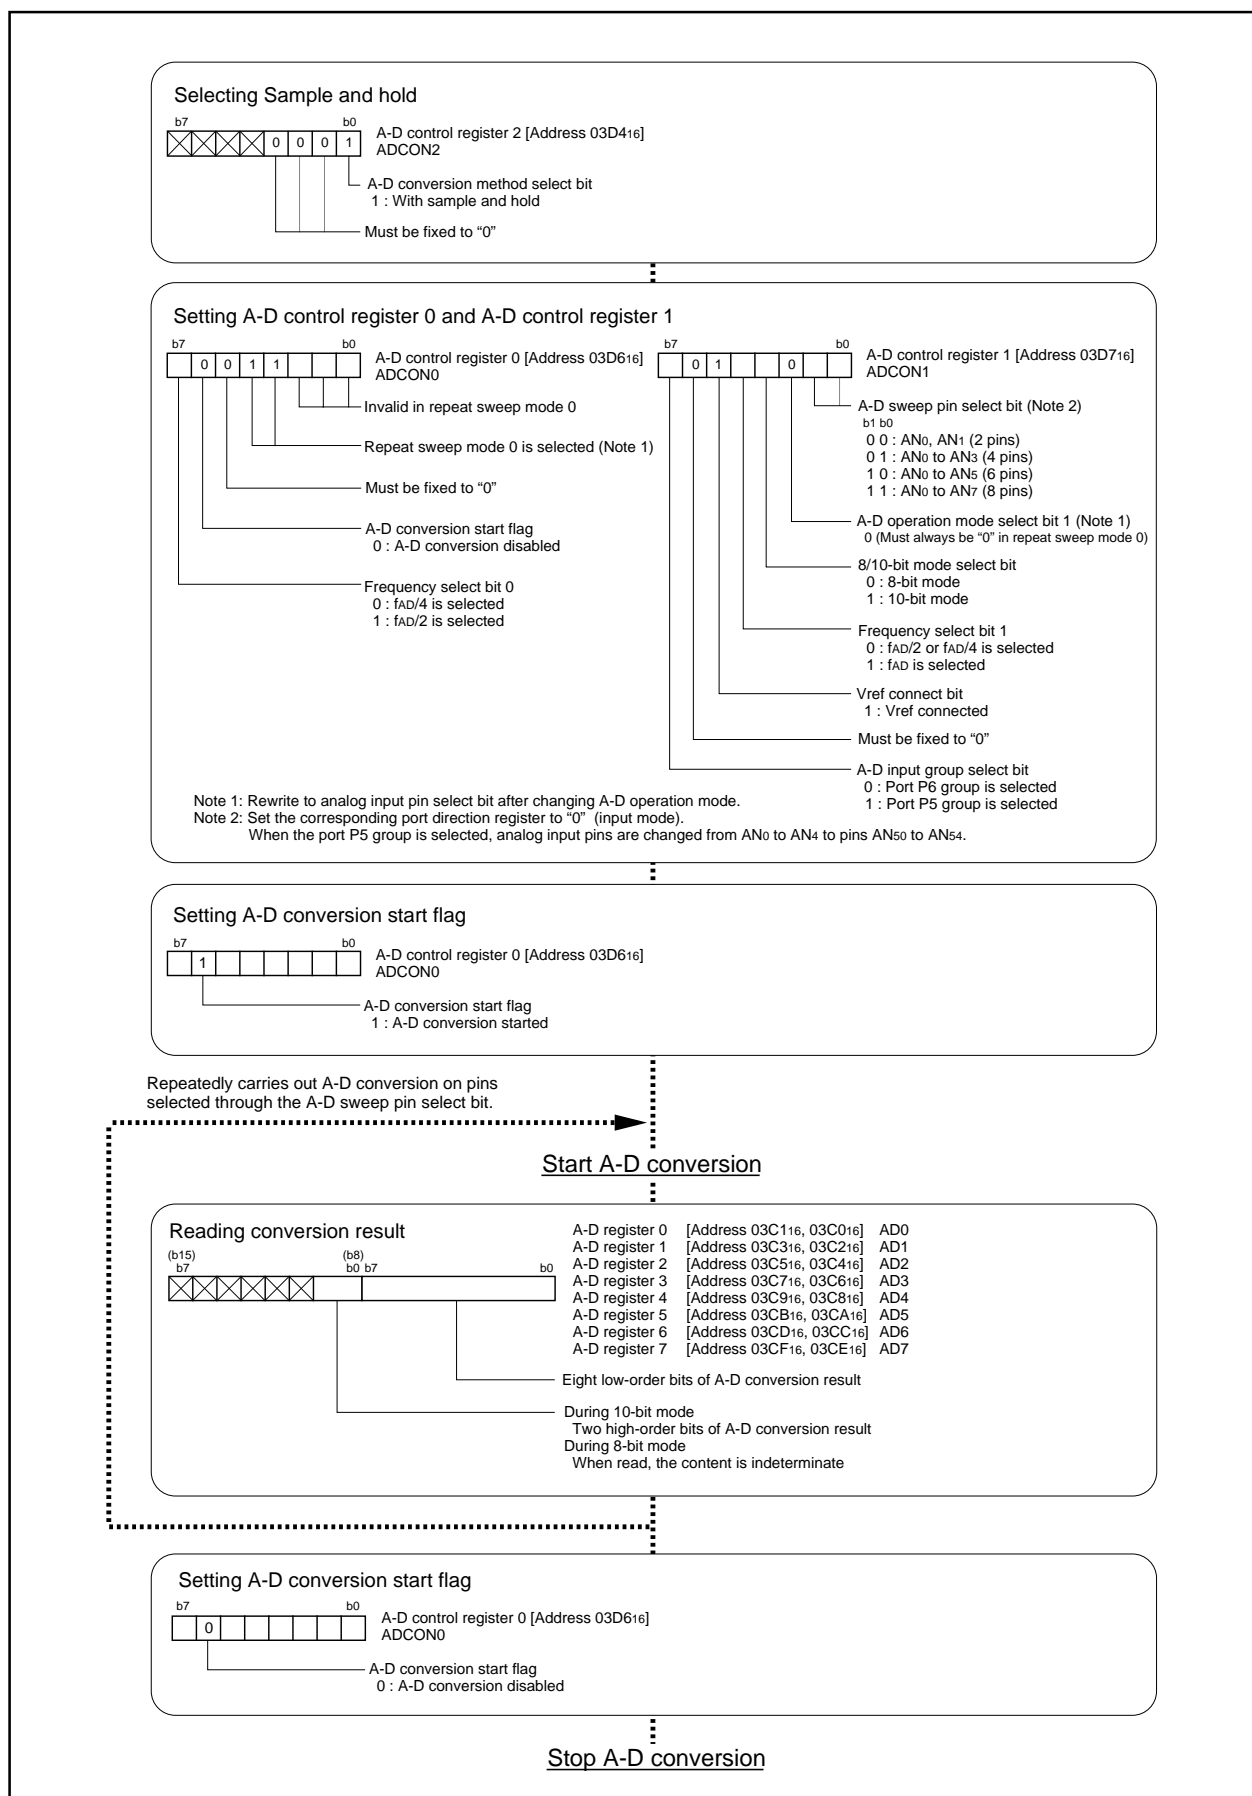 Selecting Sample and hold
b7 b0
0 0 0 1
A-D control register 2 [Address 03D416]
ADCON2
A-D conversion method select bit
1 : With sample and hold
Must be fixed to “0”
Setting A-D control register 0 and A-D control register 1
b7 b0
0 0 1 1
A-D control register 0 [Address 03D616]
ADCON0
Invalid in repeat sweep mode 0
Repeat sweep mode 0 is selected (Note 1)
Must be fixed to “0”
A-D conversion start flag
0 : A-D conversion disabled
Frequency select bit 0
0 : fAD/4 is selected
1 : fAD/2 is selected
b7 b0
0 1 0
A-D control register 1 [Address 03D716]
ADCON1
A-D sweep pin select bit (Note 2)
b1 b0
0 0 : AN0, AN1 (2 pins)
0 1 : AN0 to AN3 (4 pins)
1 0 : AN0 to AN5 (6 pins)
1 1 : AN0 to AN7 (8 pins)
A-D operation mode select bit 1 (Note 1)
0 (Must always be “0” in repeat sweep mode 0)
8/10-bit mode select bit
0 : 8-bit mode
1 : 10-bit mode
Frequency select bit 1
0 : fAD/2 or fAD/4 is selected
1 : fAD is selected
Vref connect bit
1 : Vref connected
Must be fixed to “0”
A-D input group select bit
0 : Port P6 group is selected
1 : Port P5 group is selected
Note 1: Rewrite to analog input pin select bit after changing A-D operation mode.
Note 2: Set the corresponding port direction register to “0” (input mode).
When the port P5 group is selected, analog input pins are changed from AN0 to AN4 to pins AN50 to AN54.
Setting A-D conversion start flag
b7 b0
1
A-D control register 0 [Address 03D616]
ADCON0
A-D conversion start flag
1 : A-D conversion started
Repeatedly carries out A-D conversion on pins
selected through the A-D sweep pin select bit.
Start A-D conversion
Reading conversion result
(b15) (b8)
b7 b0 b7 b0
A-D register 0 [Address 03C116, 03C016] AD0
A-D register 1 [Address 03C316, 03C216] AD1
A-D register 2 [Address 03C516, 03C416] AD2
A-D register 3 [Address 03C716, 03C616] AD3
A-D register 4 [Address 03C916, 03C816] AD4
A-D register 5 [Address 03CB16, 03CA16] AD5
A-D register 6 [Address 03CD16, 03CC16] AD6
A-D register 7 [Address 03CF16, 03CE16] AD7
Eight low-order bits of A-D conversion result
During 10-bit mode
Two high-order bits of A-D conversion result
During 8-bit mode
When read, the content is indeterminate
Setting A-D conversion start flag
b7 b0
0
A-D control register 0 [Address 03D616]
ADCON0
A-D conversion start flag
0 : A-D conversion disabled
Stop A-D conversion